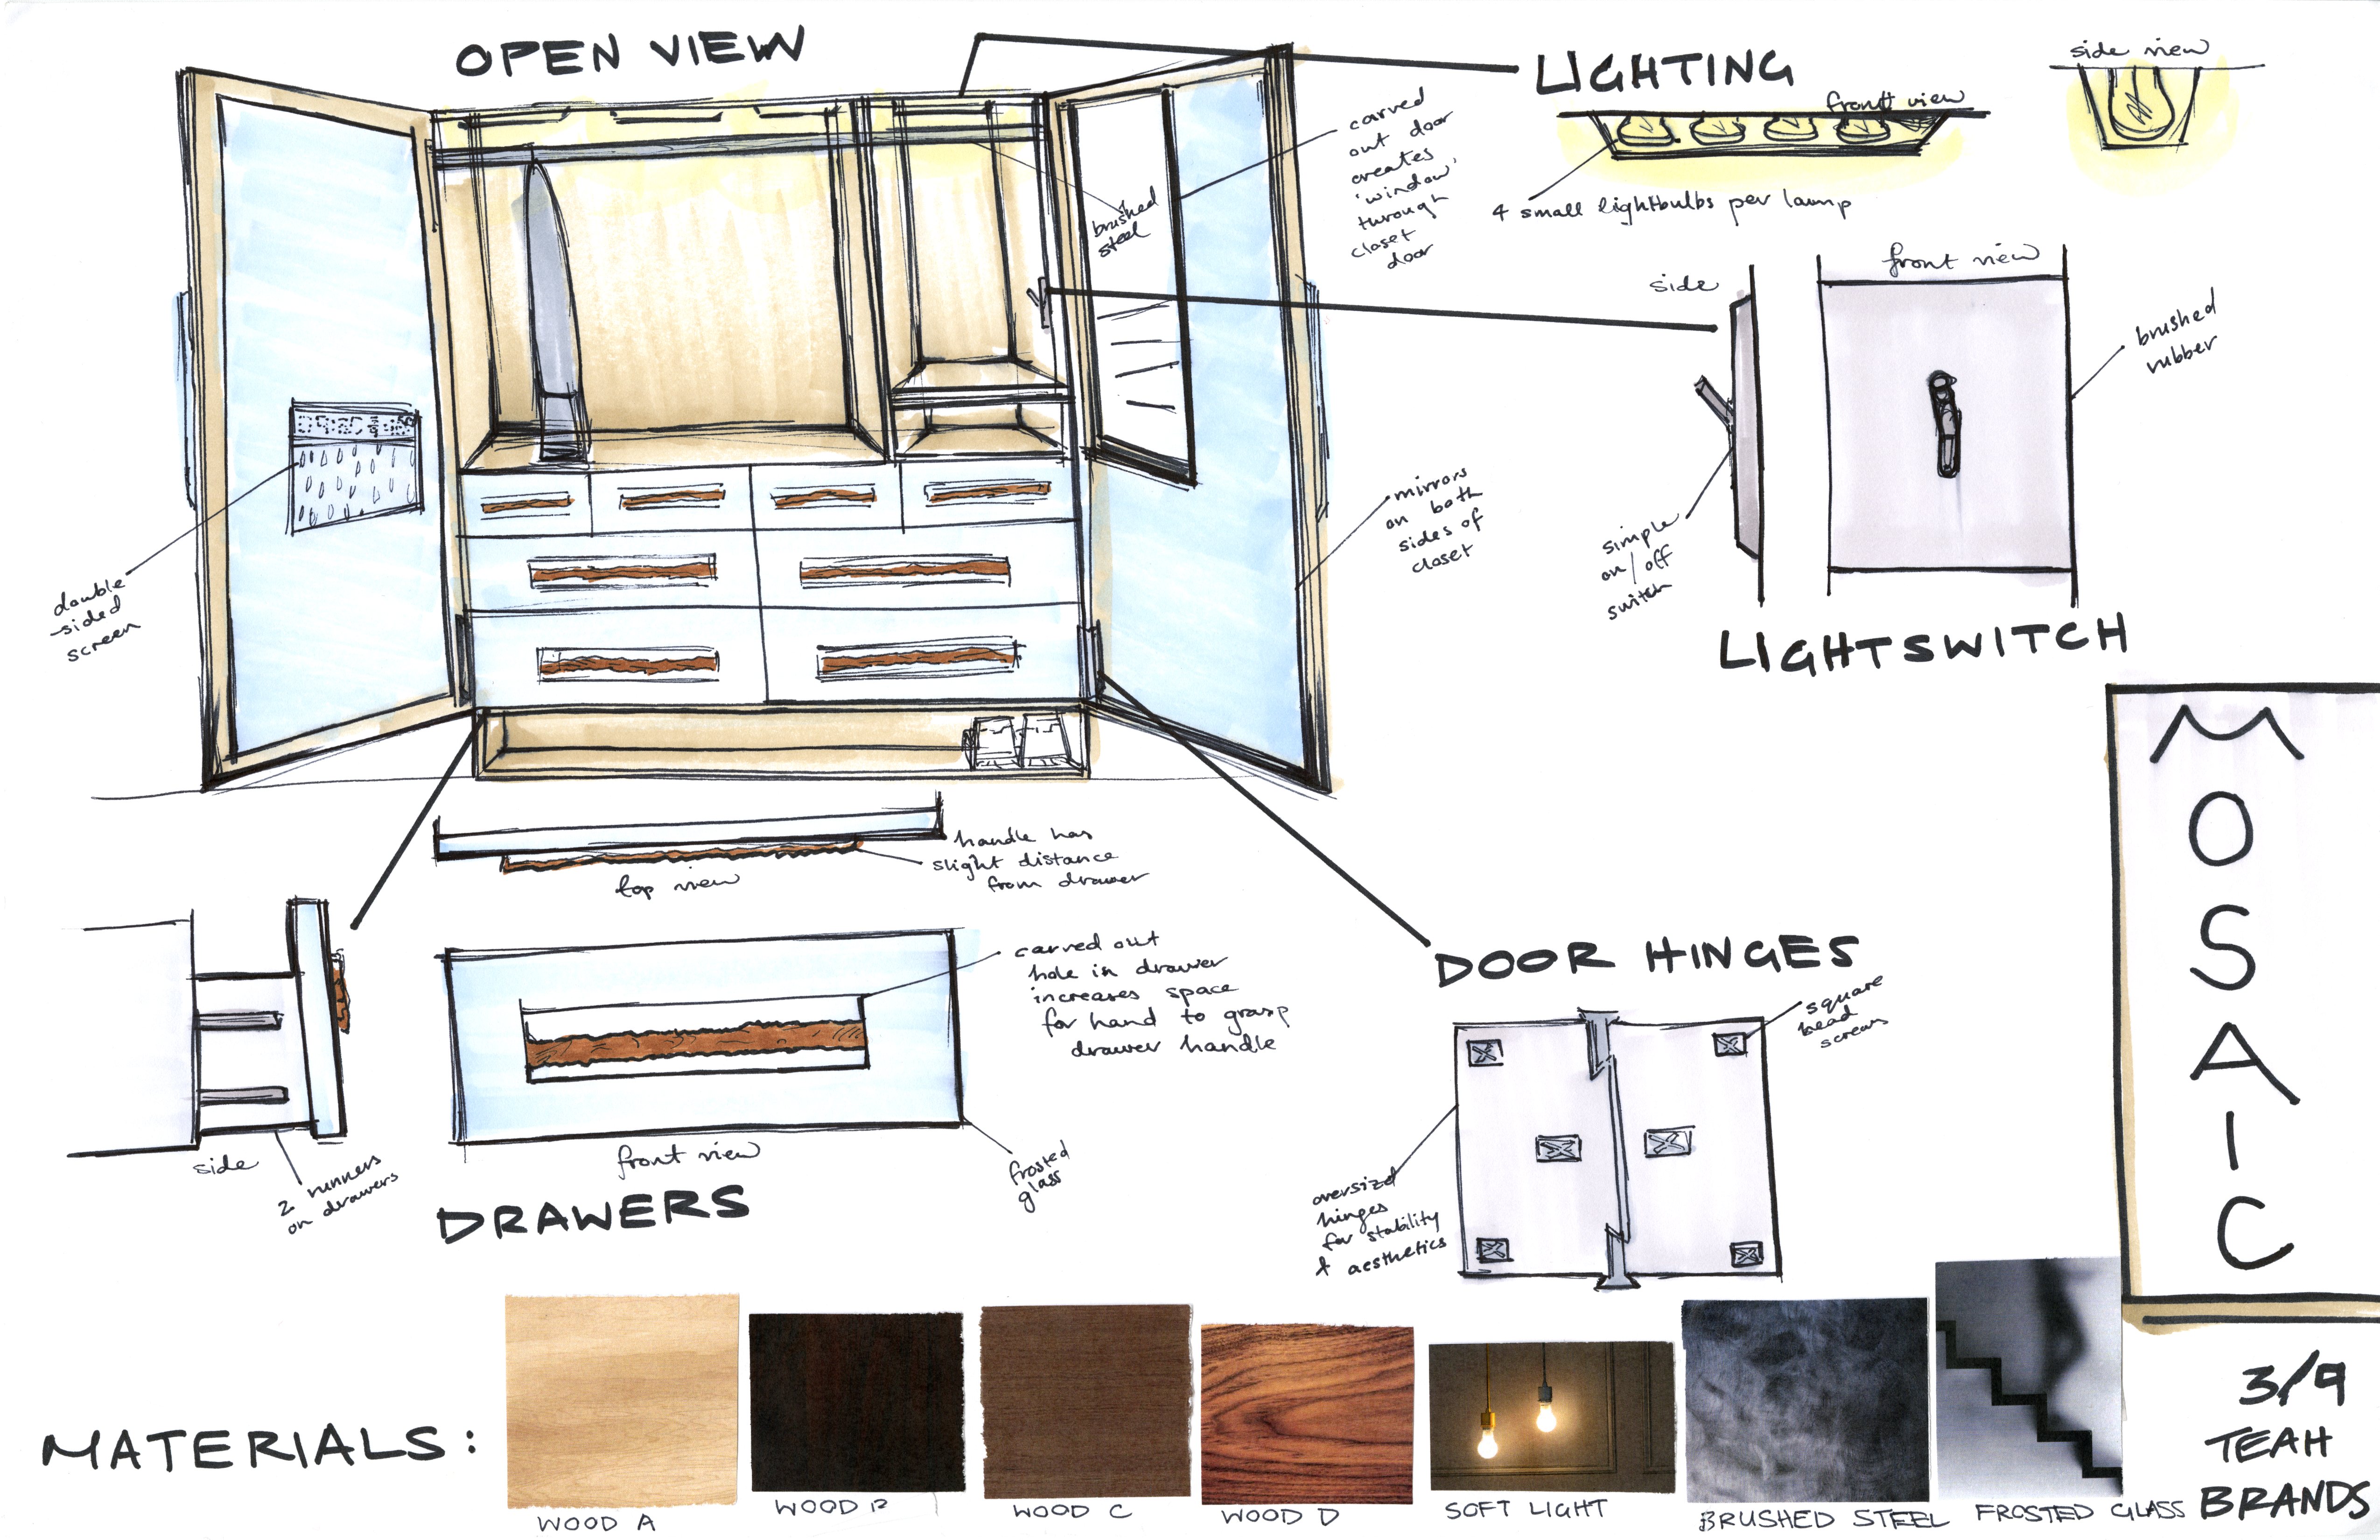 OPEN VIEW
LIGHTING
side view
front view
4 small lightbulbs per lamp
carved
out door
creates
'window'
through
closet
door
brushed
steel
mirrors
on both
sides of
closet
double
-sided
screen
side
front view
brushed
rubber
simple
on/off
switch
LIGHTSWITCH
handle has
slight distance
from drawer
top view
carved out
hole in drawer
increases space
for hand to grasp
drawer handle
side
2 runners
on drawers
front view
frosted
glass
DRAWERS
DOOR HINGES
square
head
screws
oversized
hinges
for stability
& aesthetics
MOSAIC
MATERIALS:
WOOD A
WOOD B
WOOD C
WOOD D
SOFT LIGHT
BRUSHED STEEL
FROSTED GLASS
3/9
TEAH
BRANDS